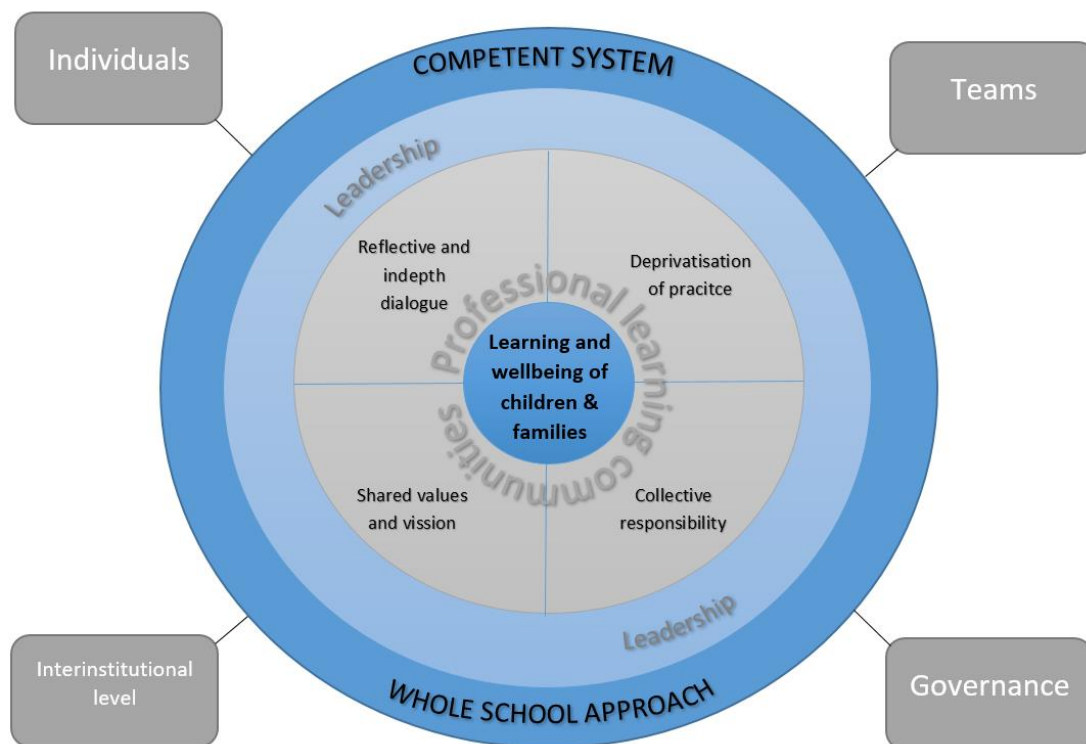 Individuals
COMPETENT SYSTEM
Teams
Leadership
Reflective and
indepth
dialogue
Deprivatisation
of pracitce
Professional learning communities
Learning and
wellbeing of
children &
families
Shared values
and vission
Collective
responsibility
Leadership
Interinstitutional
level
WHOLE SCHOOL APPROACH
Governance